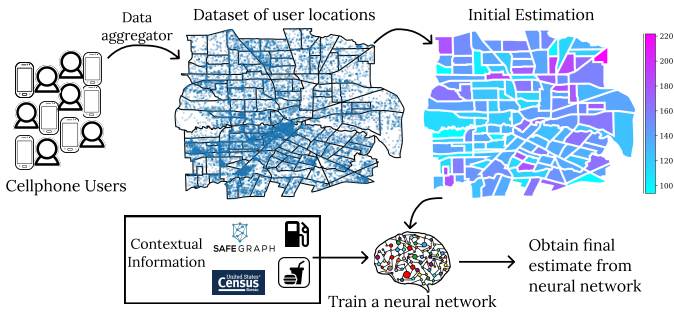 Data
aggregator
Dataset of user locations
Initial Estimation
Cellphone Users
220
200
180
160
140
120
100
Contextual
Information
SAFEGRAPH
United States®
Census
Bureau
Train a neural network
Obtain final
estimate from
neural network